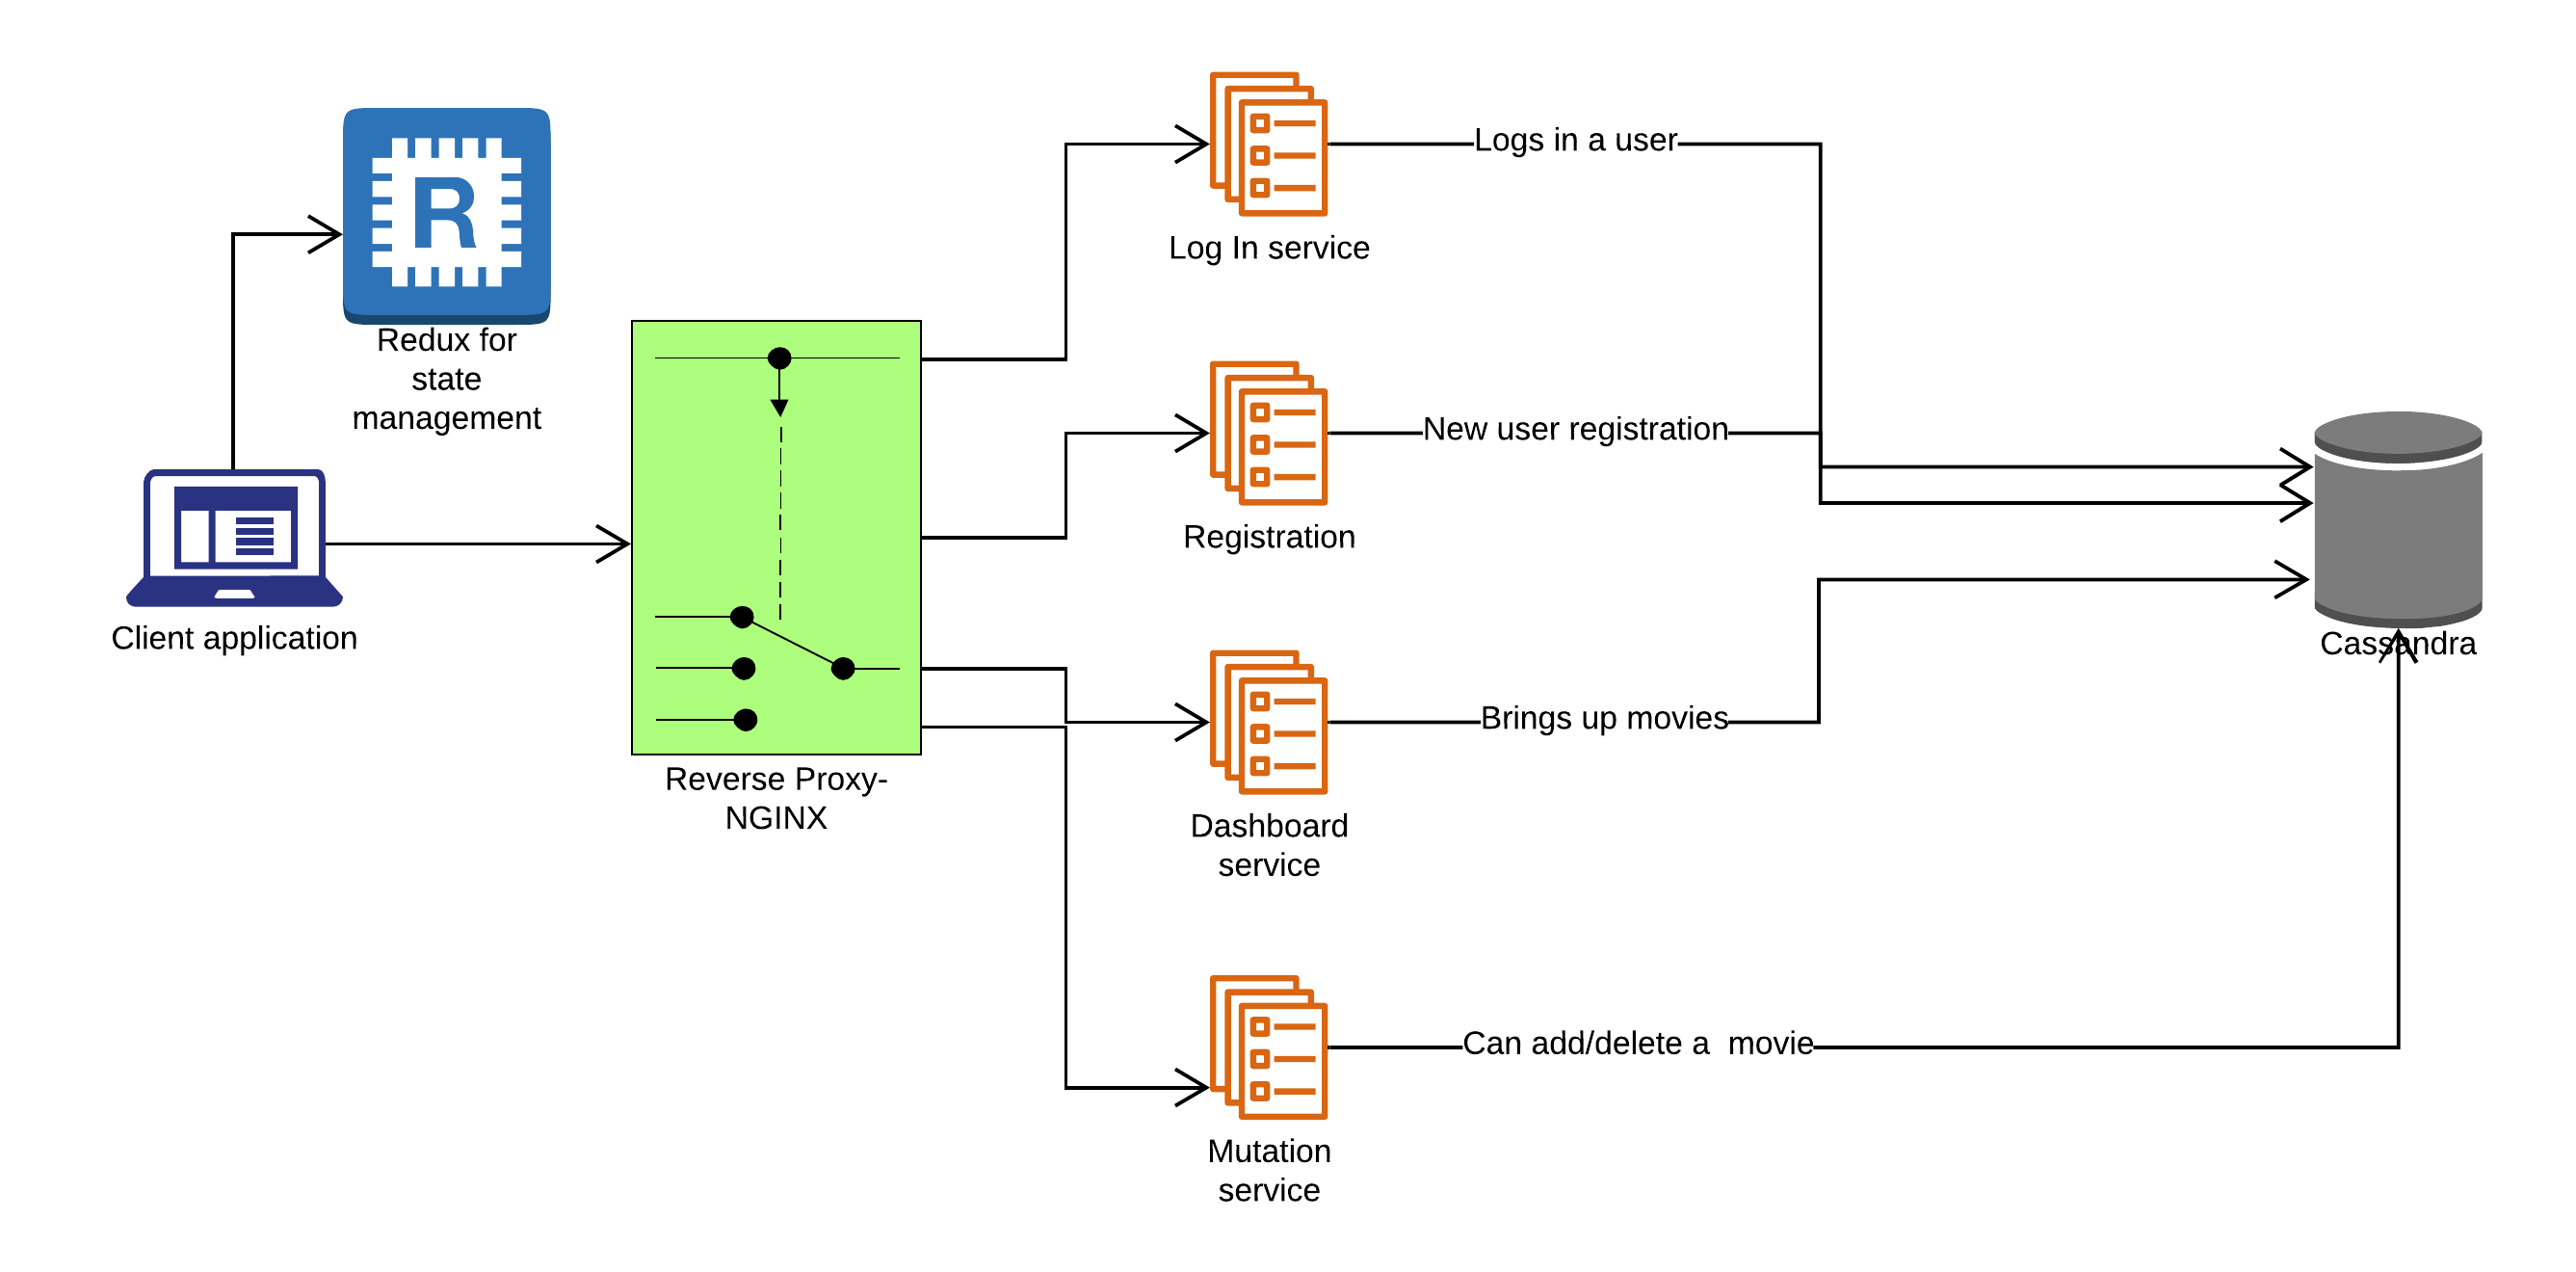 R
Redux for
state
management
Client application
Reverse Proxy-
NGINX
Log In service
Logs in a user
Registration
New user registration
Dashboard
service
Brings up movies
Mutation
service
Can add/delete a  movie
Cassandra